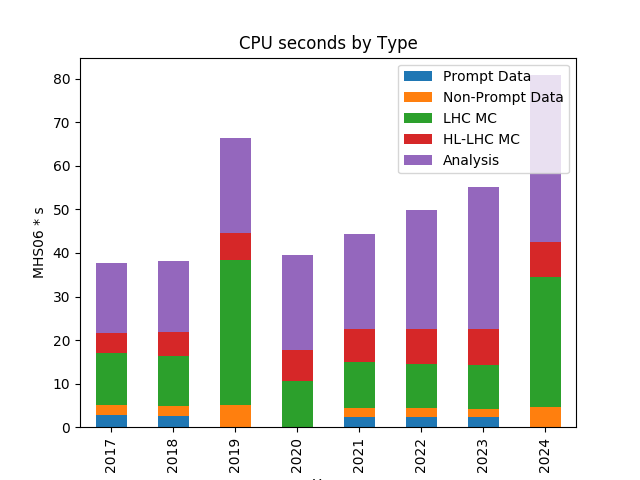 CPU seconds by Type
MHS06 * s
80
70
60
50
40
30
20
10
0
Prompt Data
Non-Prompt Data
LHC MC
HL-LHC MC
Analysis
2017
2018
2019
2020
2021
2022
2023
2024